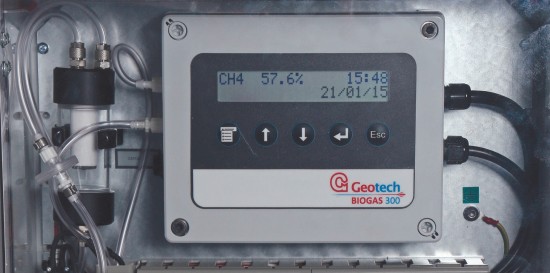 CH4 57.6% 15:48
21/01/15
Esc
Geotech
BIOGAS 300